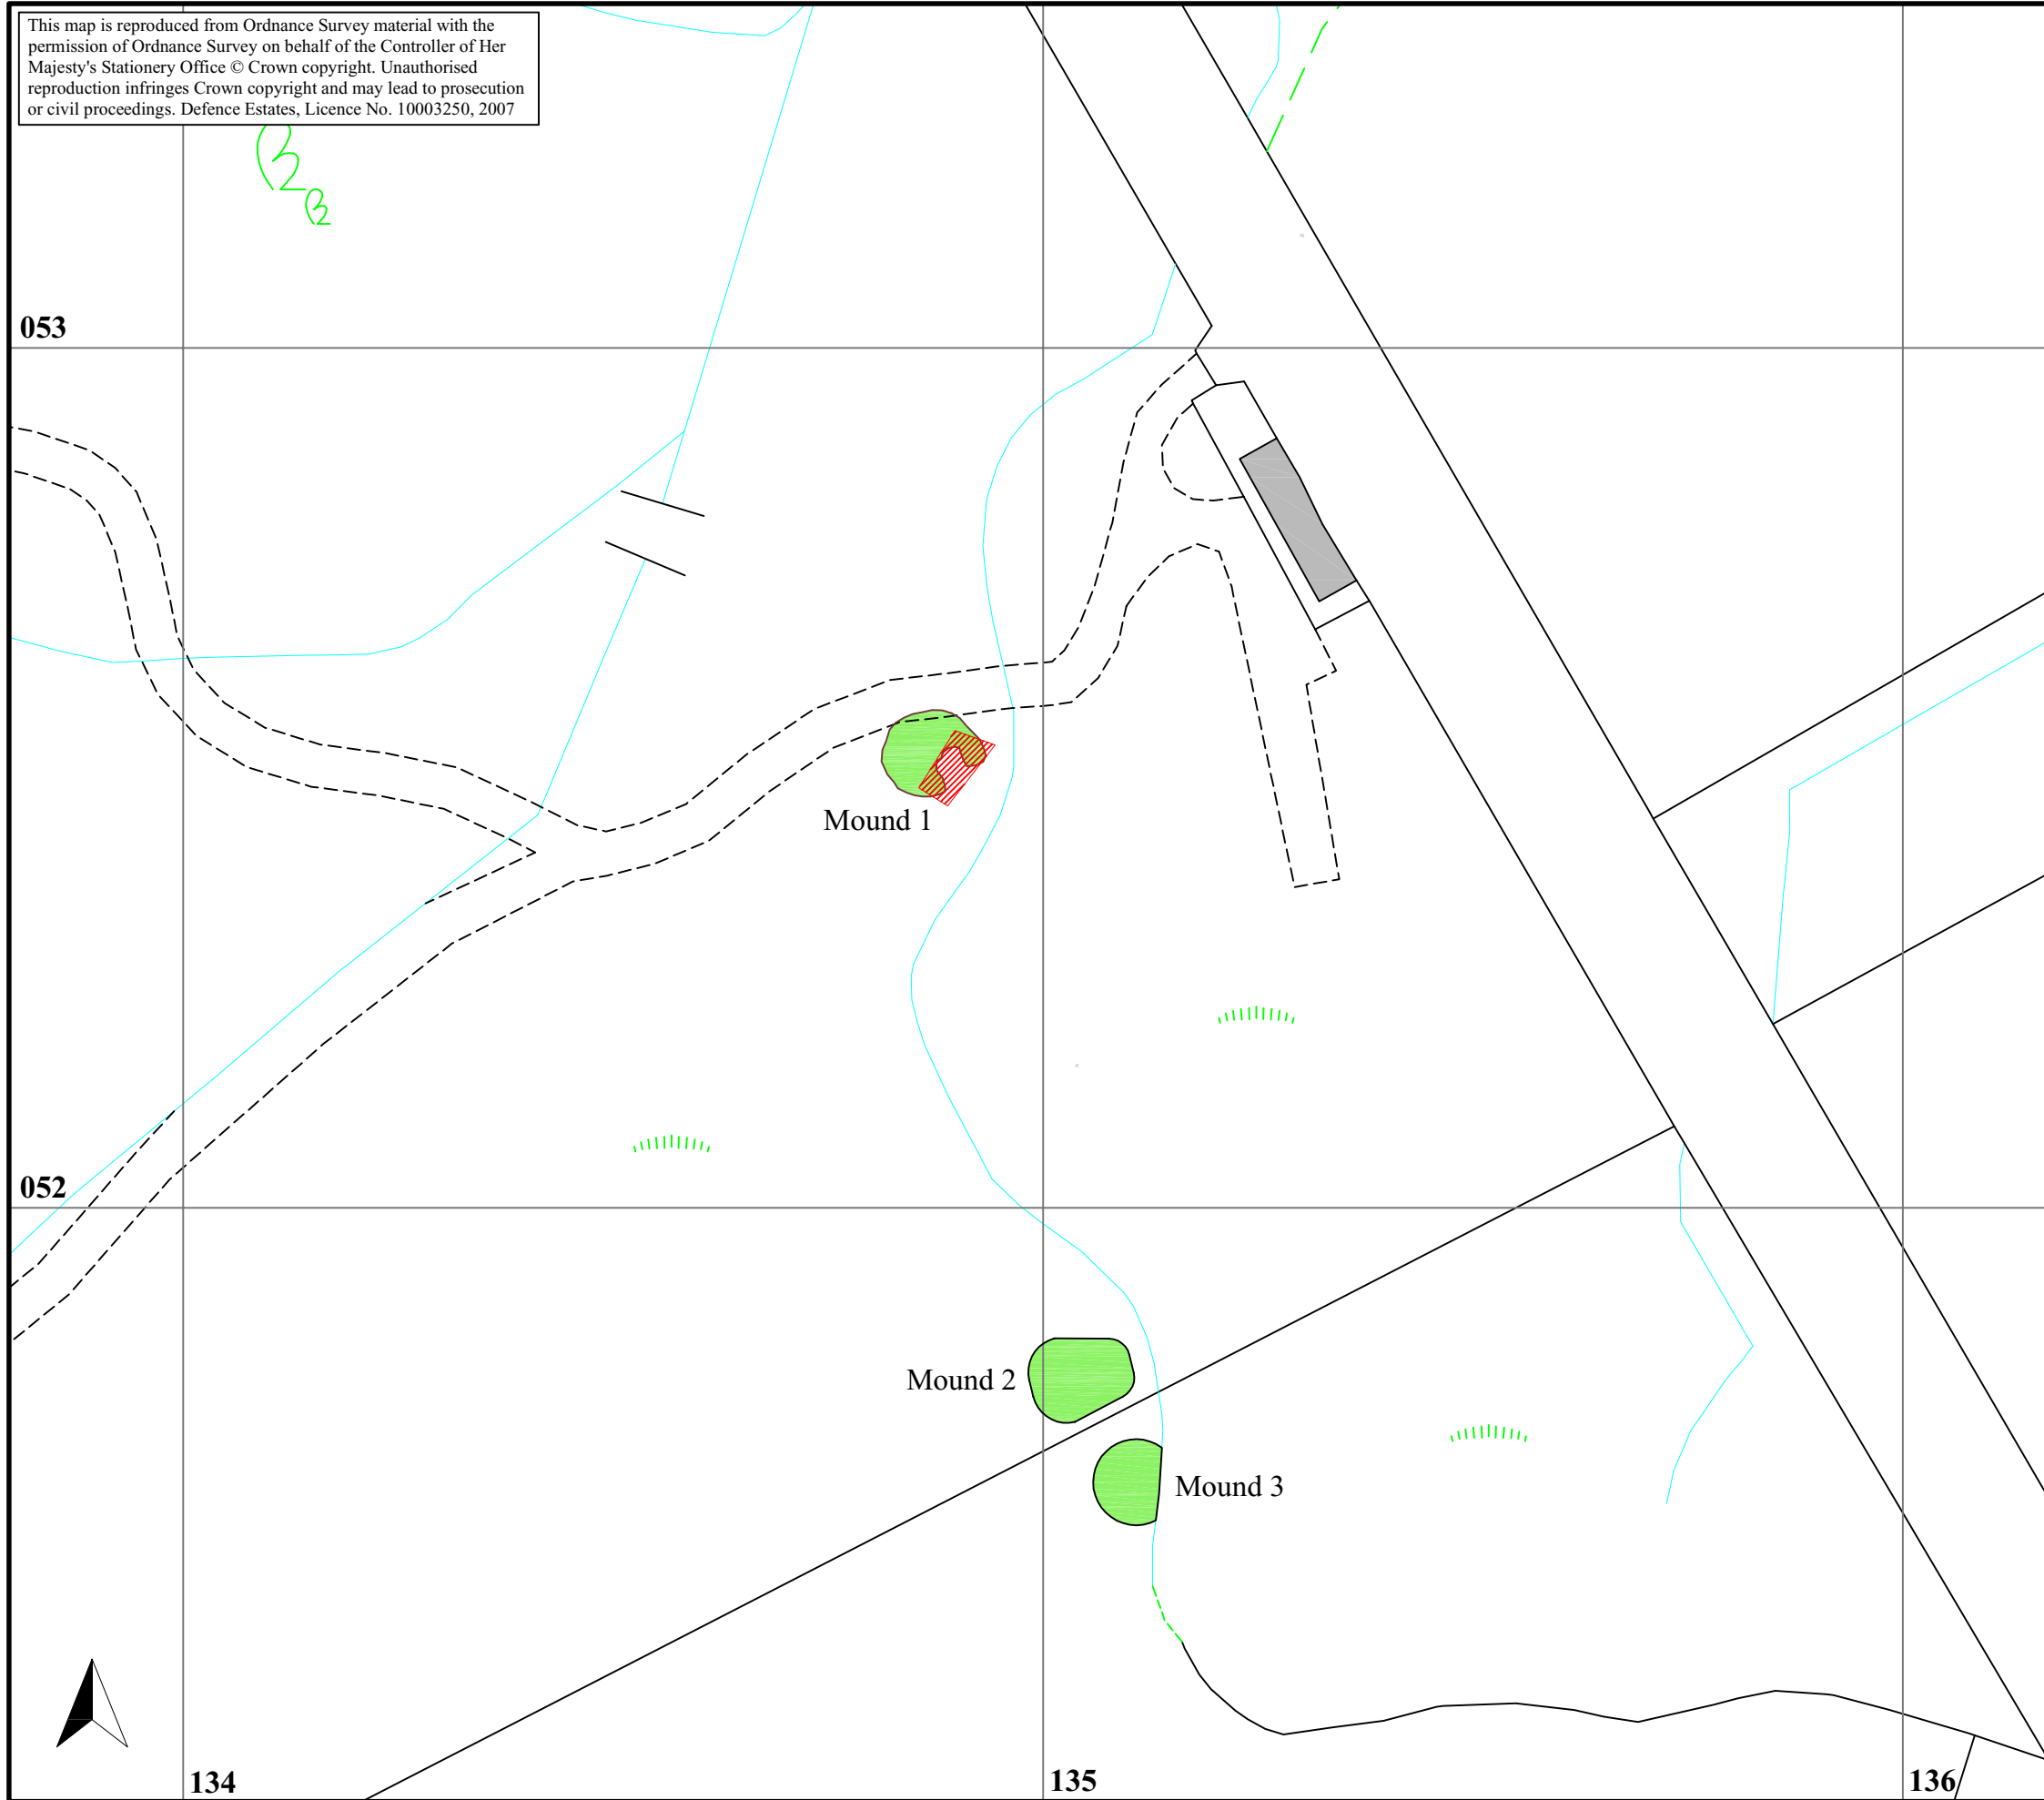 This map is reproduced from Ordnance Survey material with the
permission of Ordnance Survey on behalf of the Controller of Her
Majesty's Stationery Office © Crown copyright. Unauthorised
reproduction infringes Crown copyright and may lead to prosecution
or civil proceedings. Defence Estates, Licence No. 10003250, 2007
053
Mound 1
052
Mound 2
Mound 3
134
135
136